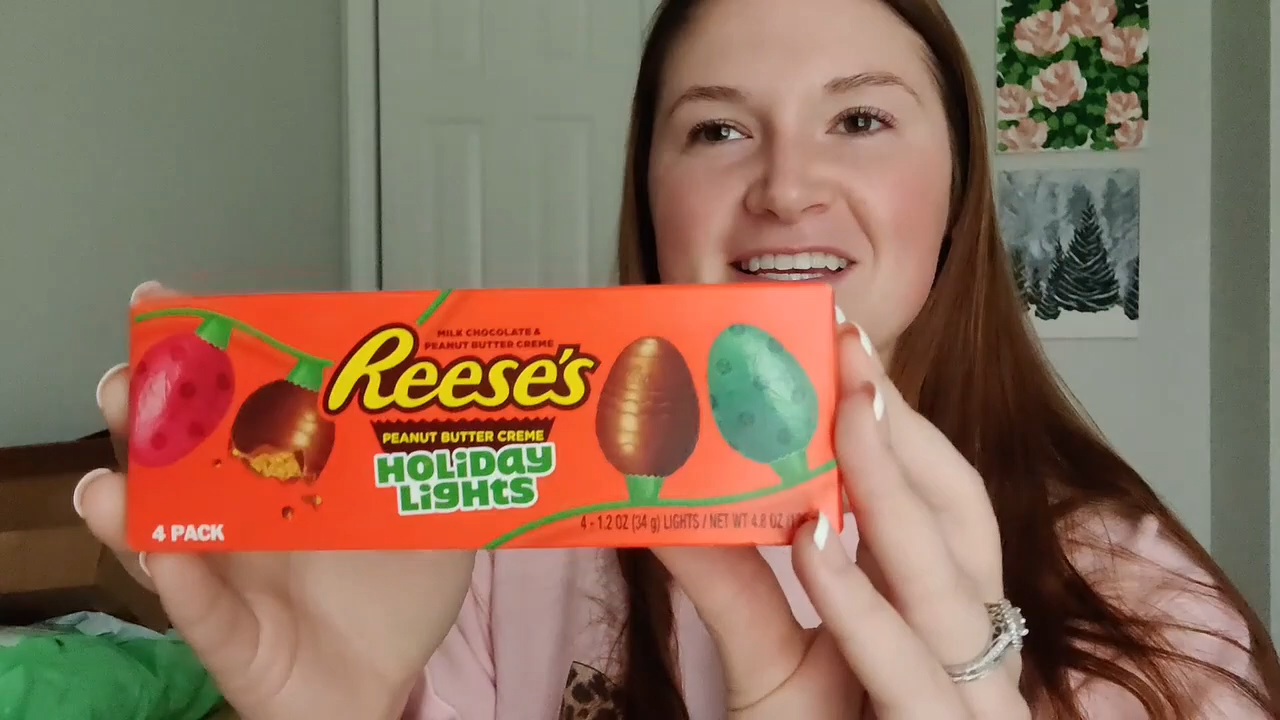 MILK CHOCOLATE &
PEANUT BUTTER CREME
Reese's
PEANUT BUTTER CREME
HOLiDay
LiGHtS
4 PACK
4 - 1.2 OZ (34 g) LIGHTS / NET WT 4.8 OZ